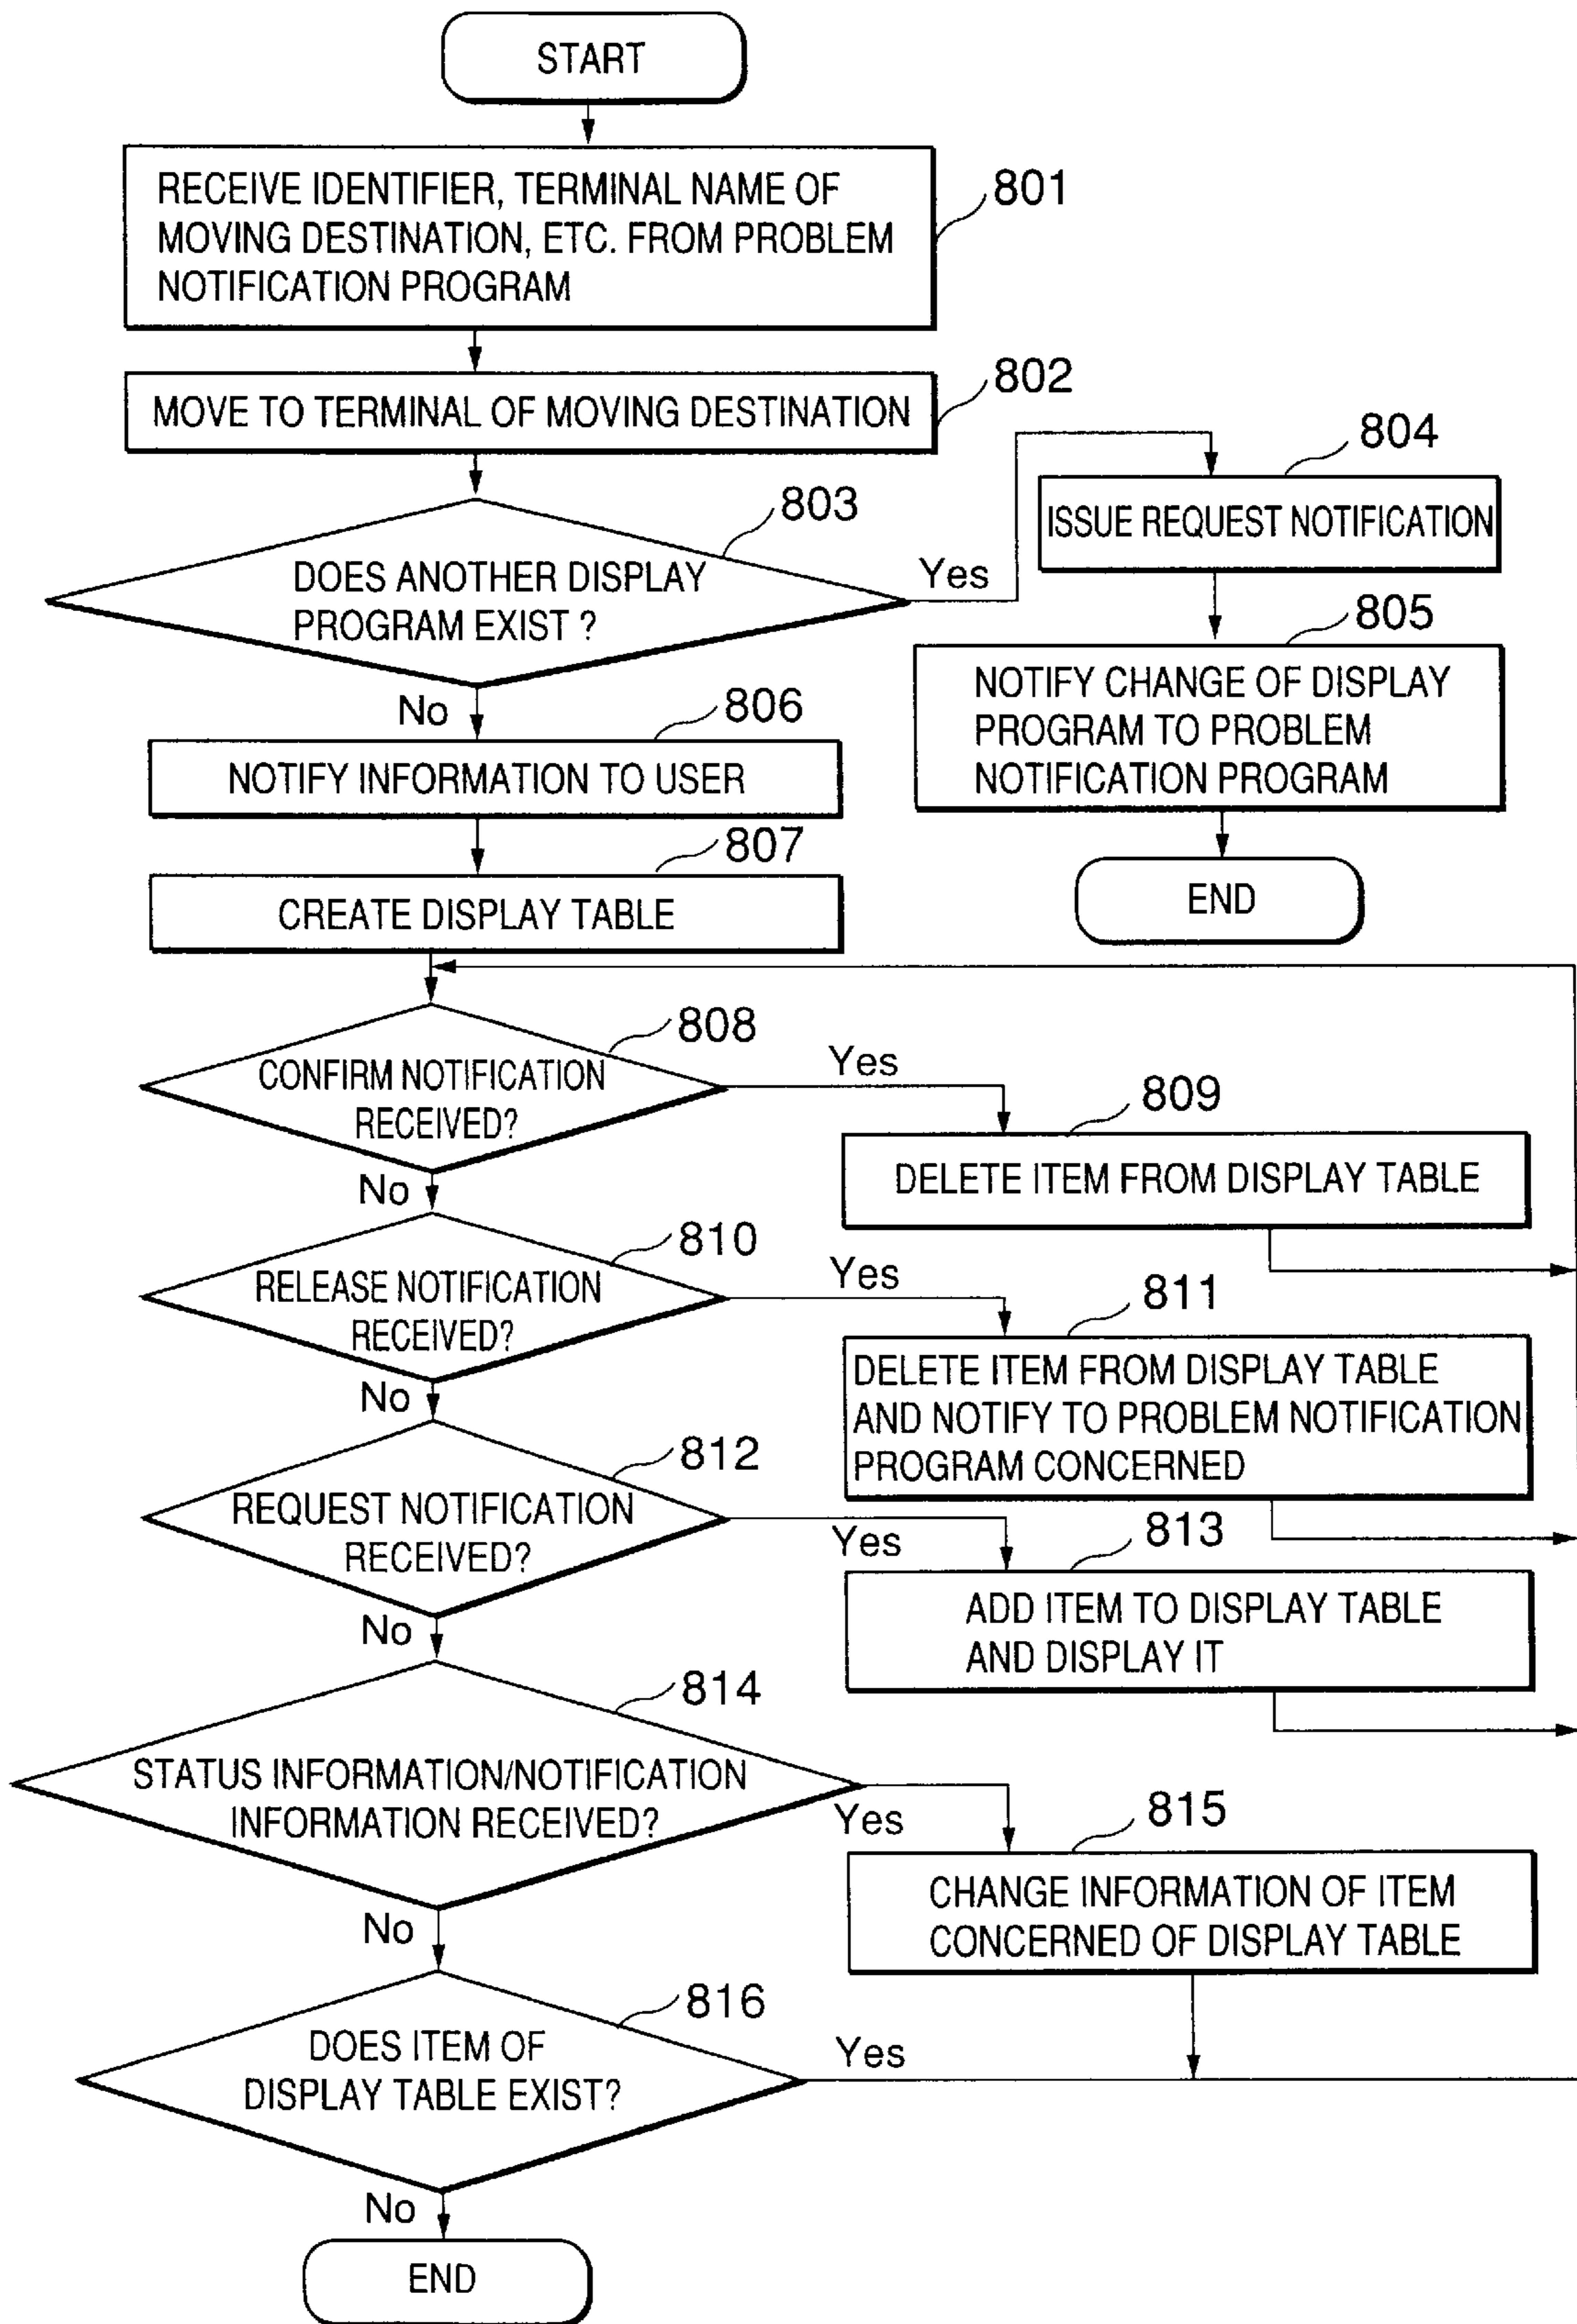 START
RECEIVE IDENTIFIER, TERMINAL NAME OF
MOVING DESTINATION, ETC. FROM PROBLEM
NOTIFICATION PROGRAM
801
MOVE TO TERMINAL OF MOVING DESTINATION
802
803
DOES ANOTHER DISPLAY
PROGRAM EXIST ?
Yes
804
ISSUE REQUEST NOTIFICATION
805
NOTIFY CHANGE OF DISPLAY
PROGRAM TO PROBLEM
NOTIFICATION PROGRAM
END
No
806
NOTIFY INFORMATION TO USER
807
CREATE DISPLAY TABLE
808
CONFIRM NOTIFICATION
RECEIVED?
Yes
809
DELETE ITEM FROM DISPLAY TABLE
No
810
RELEASE NOTIFICATION
RECEIVED?
Yes
811
DELETE ITEM FROM DISPLAY TABLE
AND NOTIFY TO PROBLEM NOTIFICATION
PROGRAM CONCERNED
No
812
REQUEST NOTIFICATION
RECEIVED?
Yes
813
ADD ITEM TO DISPLAY TABLE
AND DISPLAY IT
No
814
STATUS INFORMATION/NOTIFICATION
INFORMATION RECEIVED?
Yes
815
CHANGE INFORMATION OF ITEM
CONCERNED OF DISPLAY TABLE
No
816
DOES ITEM OF
DISPLAY TABLE EXIST?
Yes
No
END